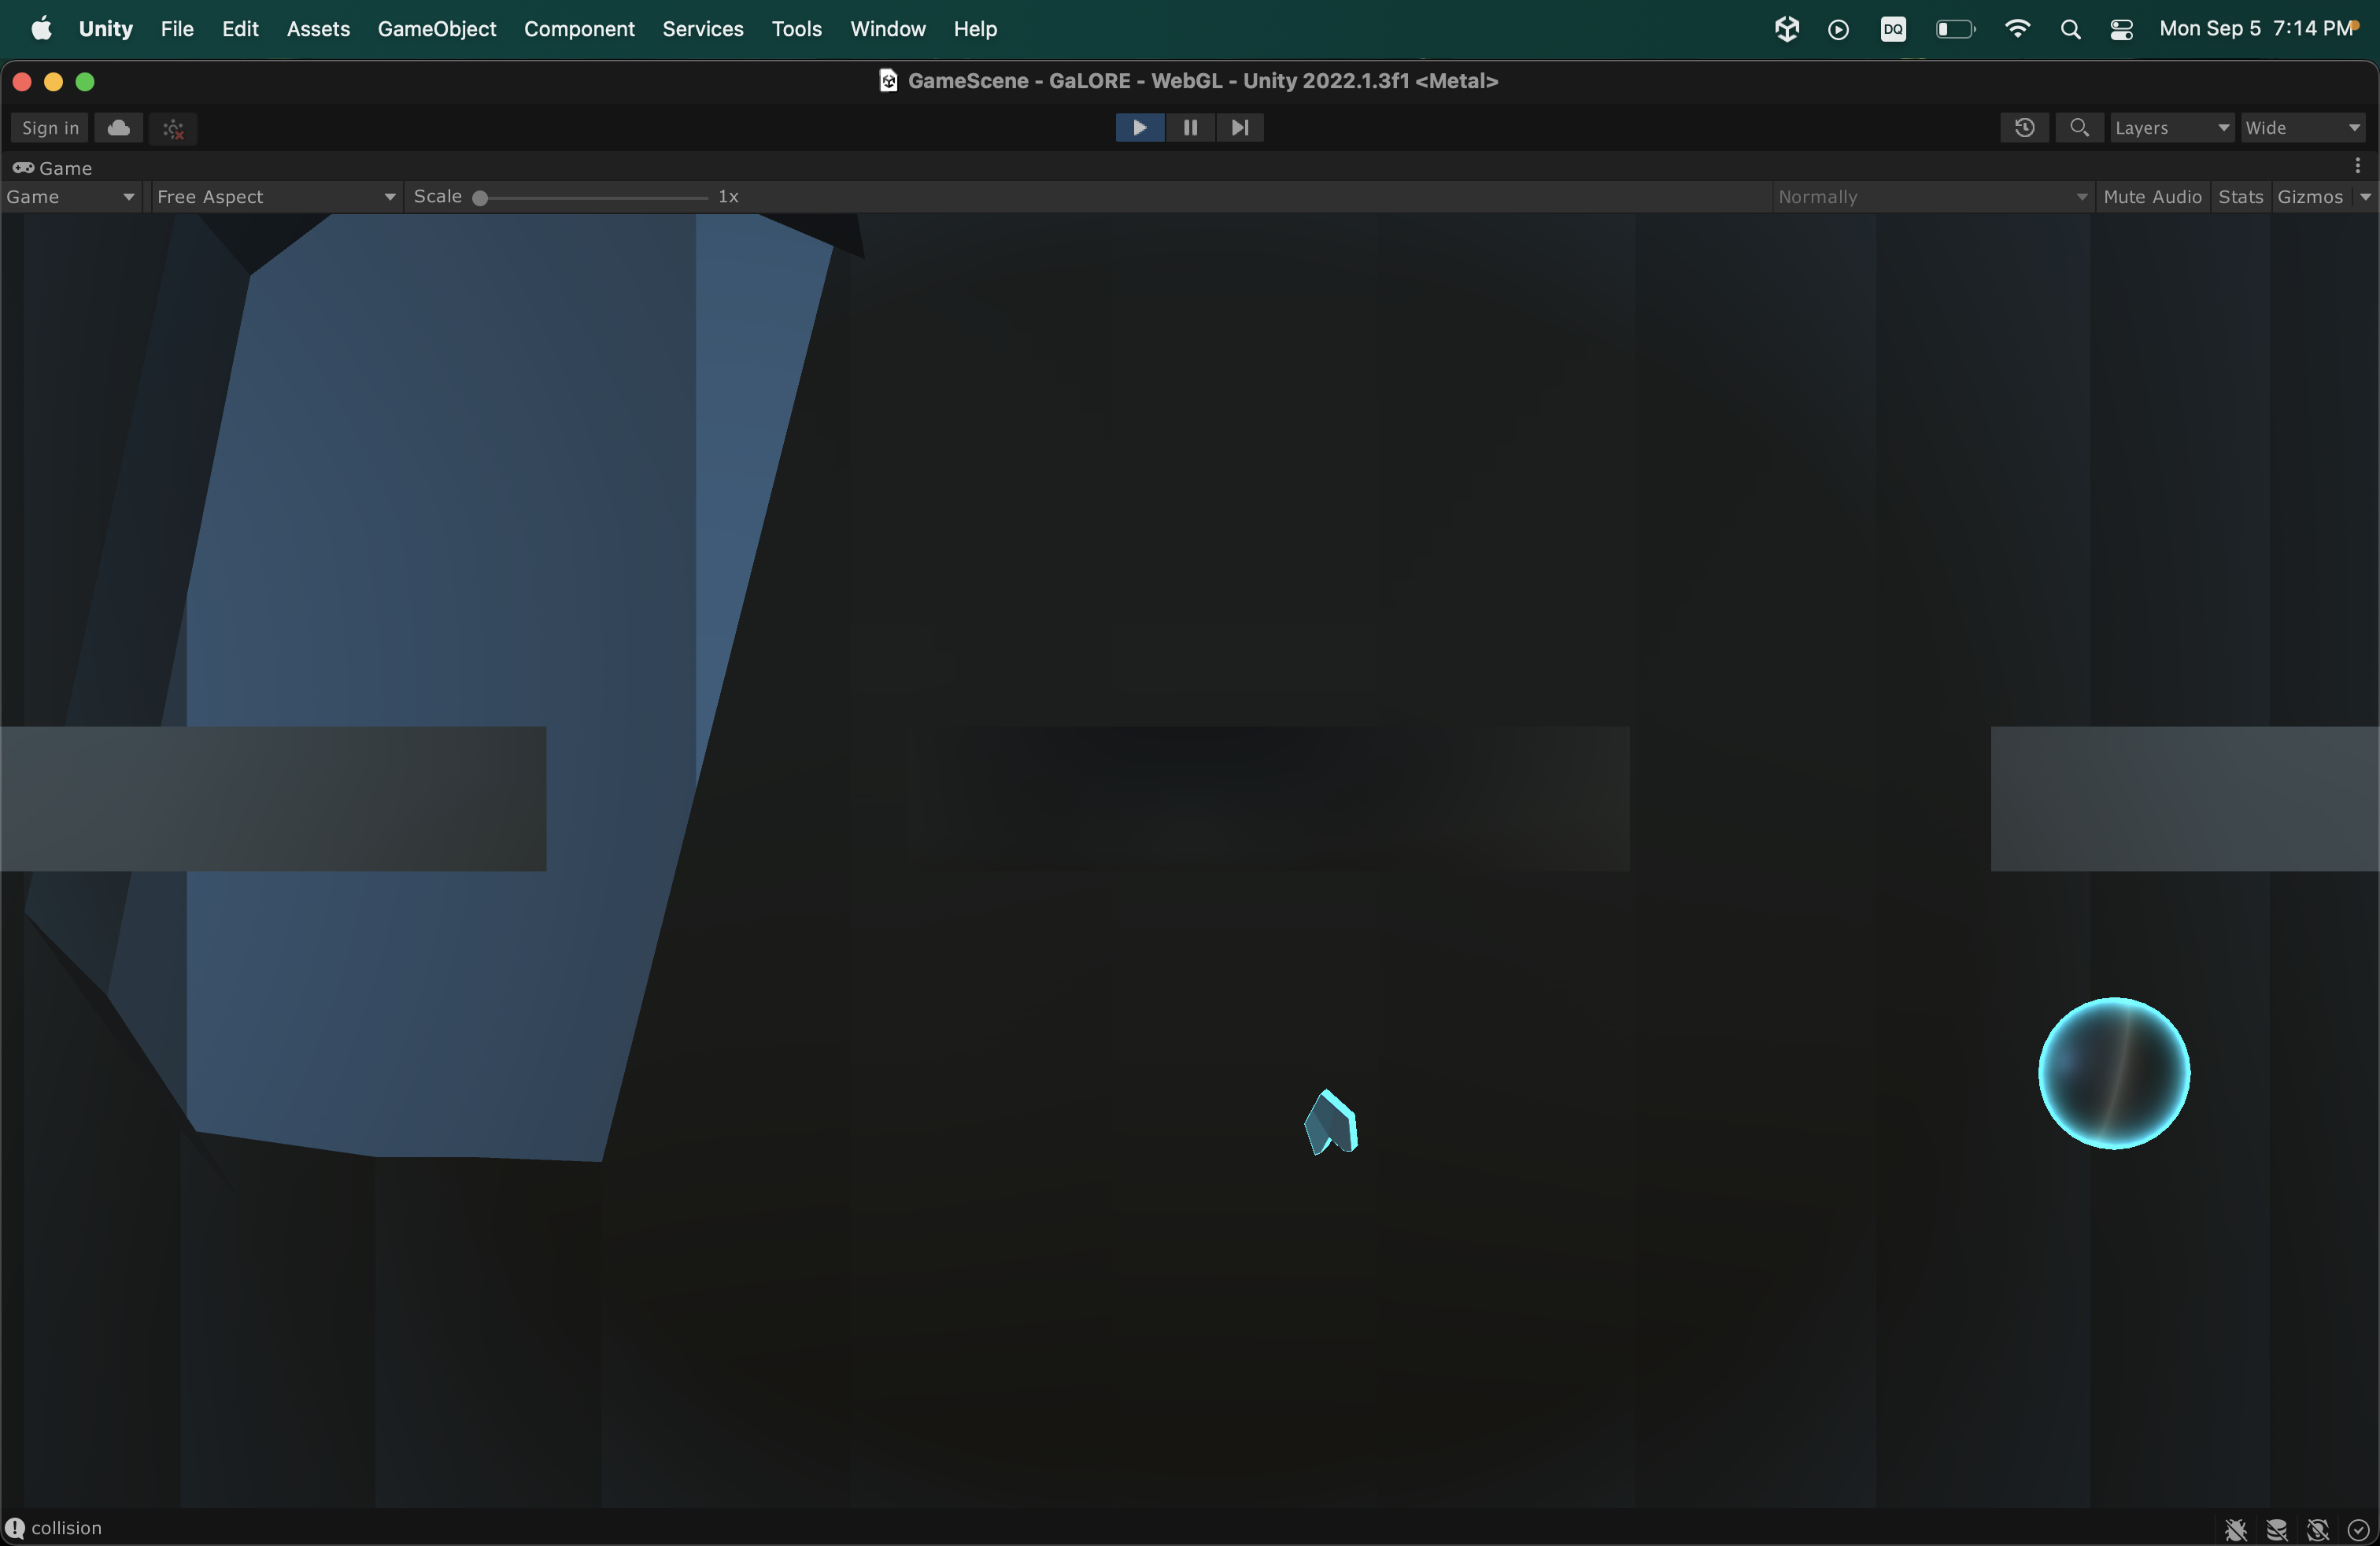 Unity File Edit Assets GameObject Component Services Tools Window Help DQ Mon Sep 5 7:14 PM
GameScene - GaLORE - WebGL - Unity 2022.1.3f1 <Metal>
Sign in Layers Wide
Game
Game Free Aspect Scale 1x Normally Mute Audio Stats Gizmos
collision